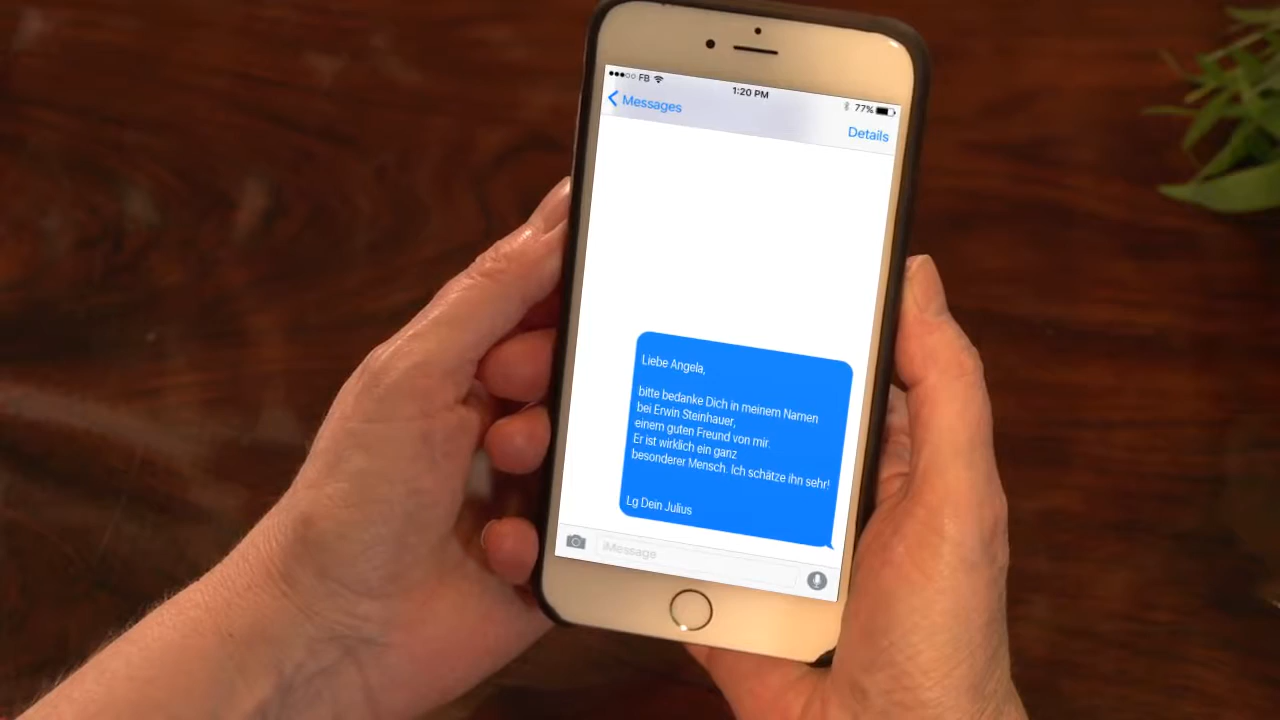 FB 1:20 PM 77%
Messages Details
Liebe Angela,
bitte bedanke Dich in meinem Namen
bei Erwin Steinhauer,
einem guten Freund von mir.
Er ist wirklich ein ganz
besonderer Mensch. Ich schätze ihn sehr!
Lg Dein Julius
iMessage